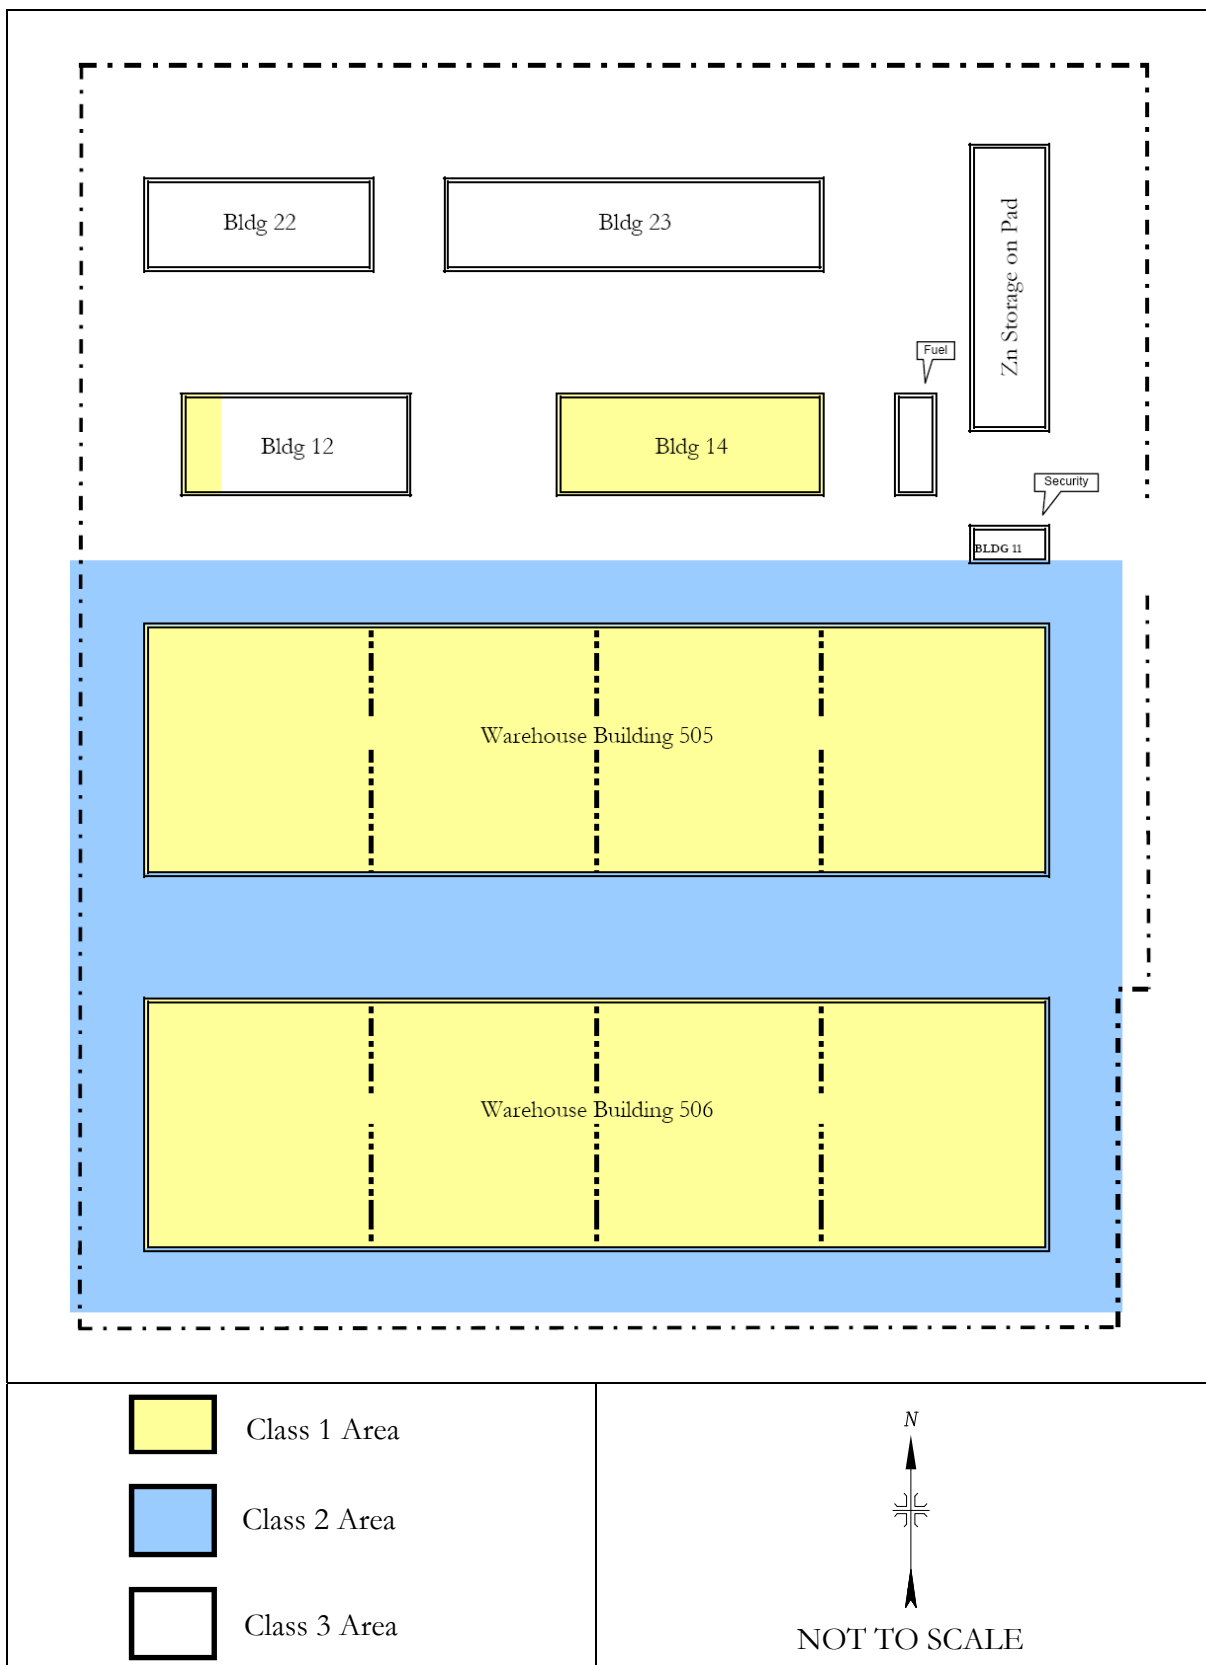 Bldg 22
Bldg 23
Zn Storage on Pad
Fuel
Bldg 12
Bldg 14
Security
BLDG 11
Warehouse Building 505
Warehouse Building 506
Class 1 Area
Class 2 Area
Class 3 Area
N
NOT TO SCALE